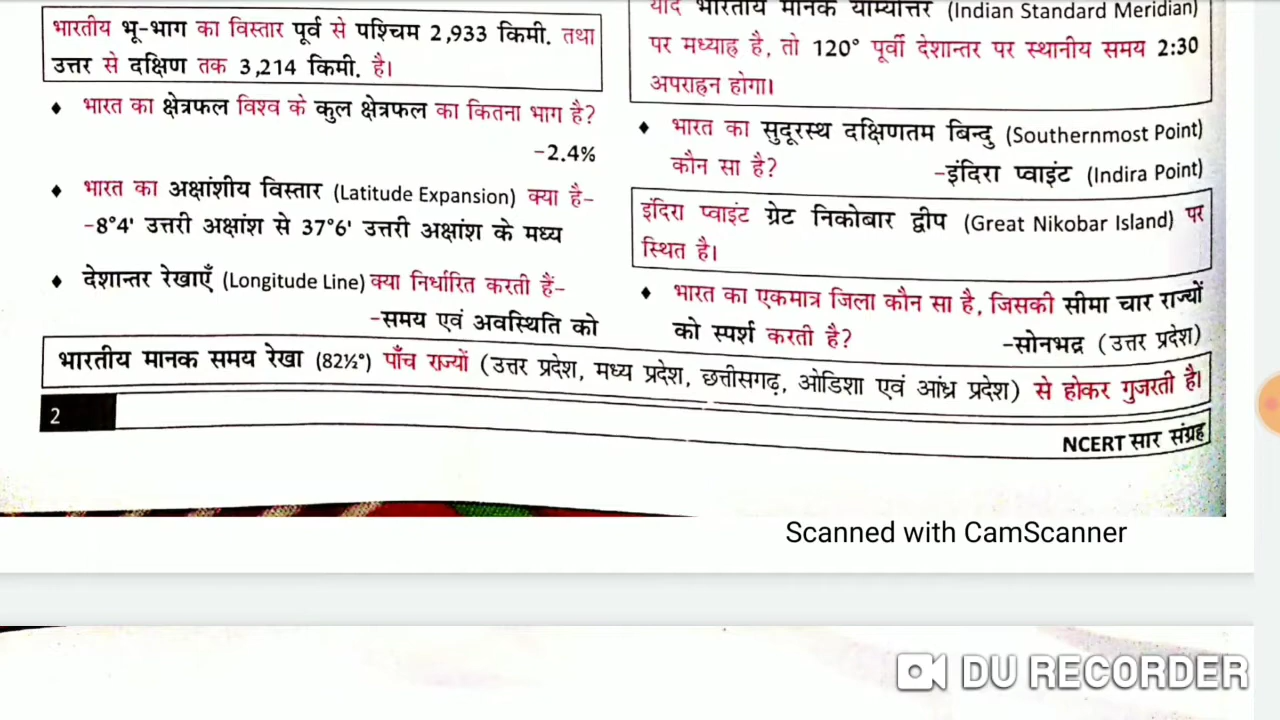 भारतीय भू-भाग का विस्तार पूर्व से पश्चिम 2,933 किमी. तथा
उत्तर से दक्षिण तक 3,214 किमी. है।
♦ भारत का क्षेत्रफल विश्व के कुल क्षेत्रफल का कितना भाग है?
-2.4%
♦ भारत का अक्षांशीय विस्तार (Latitude Expansion) क्या है-
-8°4' उत्तरी अक्षांश से 37°6' उत्तरी अक्षांश के मध्य
♦ देशान्तर रेखाएँ (Longitude Line) क्या निर्धारित करती हैं-
-समय एवं अवस्थिति को
यदि भारतीय मानक याम्योत्तर (Indian Standard Meridian)
पर मध्याह्न है, तो 120° पूर्वी देशान्तर पर स्थानीय समय 2:30
अपराह्न होगा।
♦ भारत का सुदूरस्थ दक्षिणतम बिन्दु (Southernmost Point)
कौन सा है? -इंदिरा प्वाइंट (Indira Point)
इंदिरा प्वाइंट ग्रेट निकोबार द्वीप (Great Nikobar Island) पर
स्थित है।
♦ भारत का एकमात्र जिला कौन सा है, जिसकी सीमा चार राज्यों
को स्पर्श करती है? -सोनभद्र (उत्तर प्रदेश)
भारतीय मानक समय रेखा (82½°) पाँच राज्यों (उत्तर प्रदेश, मध्य प्रदेश, छत्तीसगढ़, ओडिशा एवं आंध्र प्रदेश) से होकर गुजरती है।
2
NCERT सार संग्रह
Scanned with CamScanner
DU RECORDER